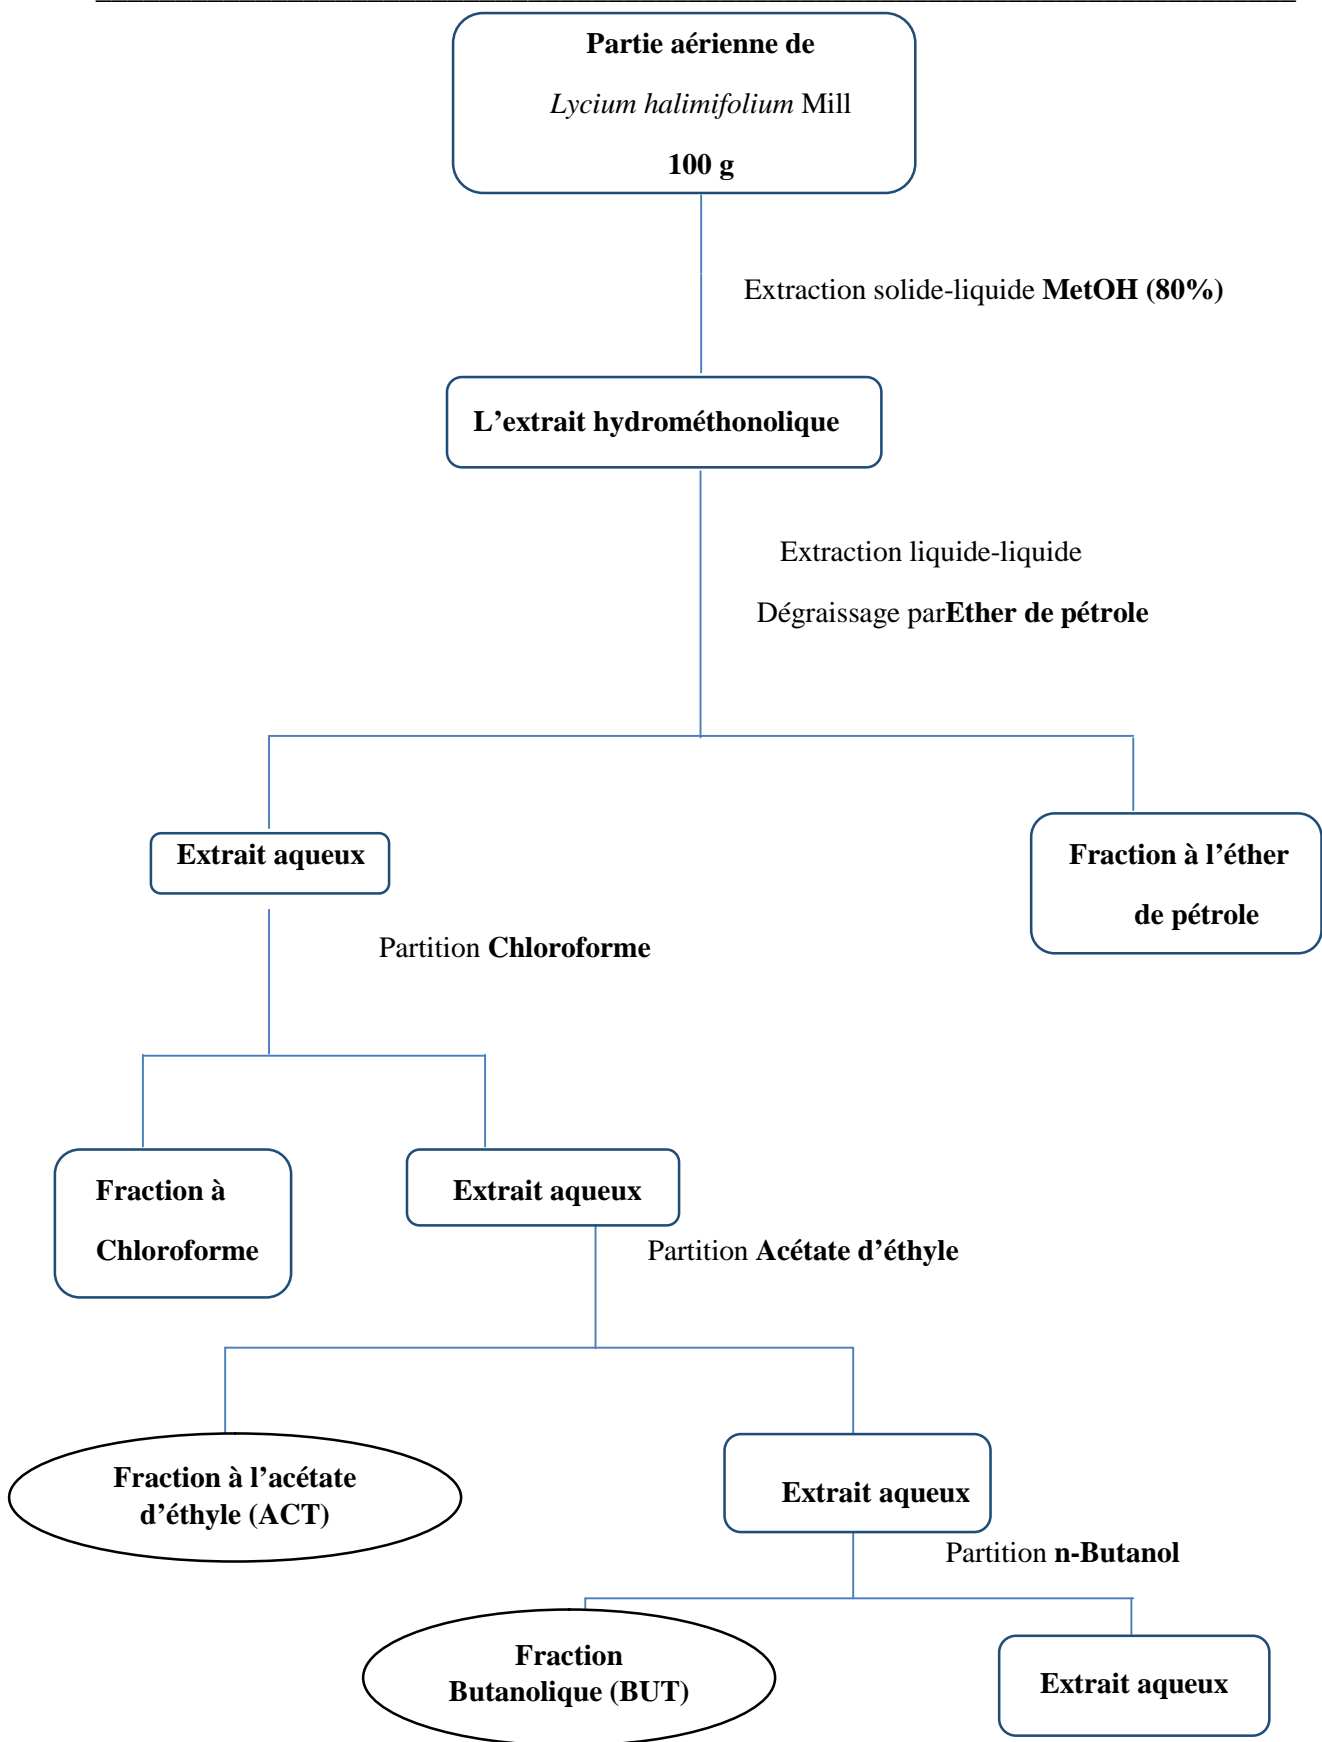 Partie aérienne de
Lycium halimifolium Mill
100 g
Extraction solide-liquide MetOH (80%)
L’extrait hydrométhonolique
Extraction liquide-liquide
Dégraissage parEther de pétrole
Extrait aqueux
Fraction à l’éther
de pétrole
Partition Chloroforme
Fraction à
Chloroforme
Extrait aqueux
Partition Acétate d’éthyle
Fraction à l’acétate
d’éthyle (ACT)
Extrait aqueux
Partition n-Butanol
Fraction
Butanolique (BUT)
Extrait aqueux